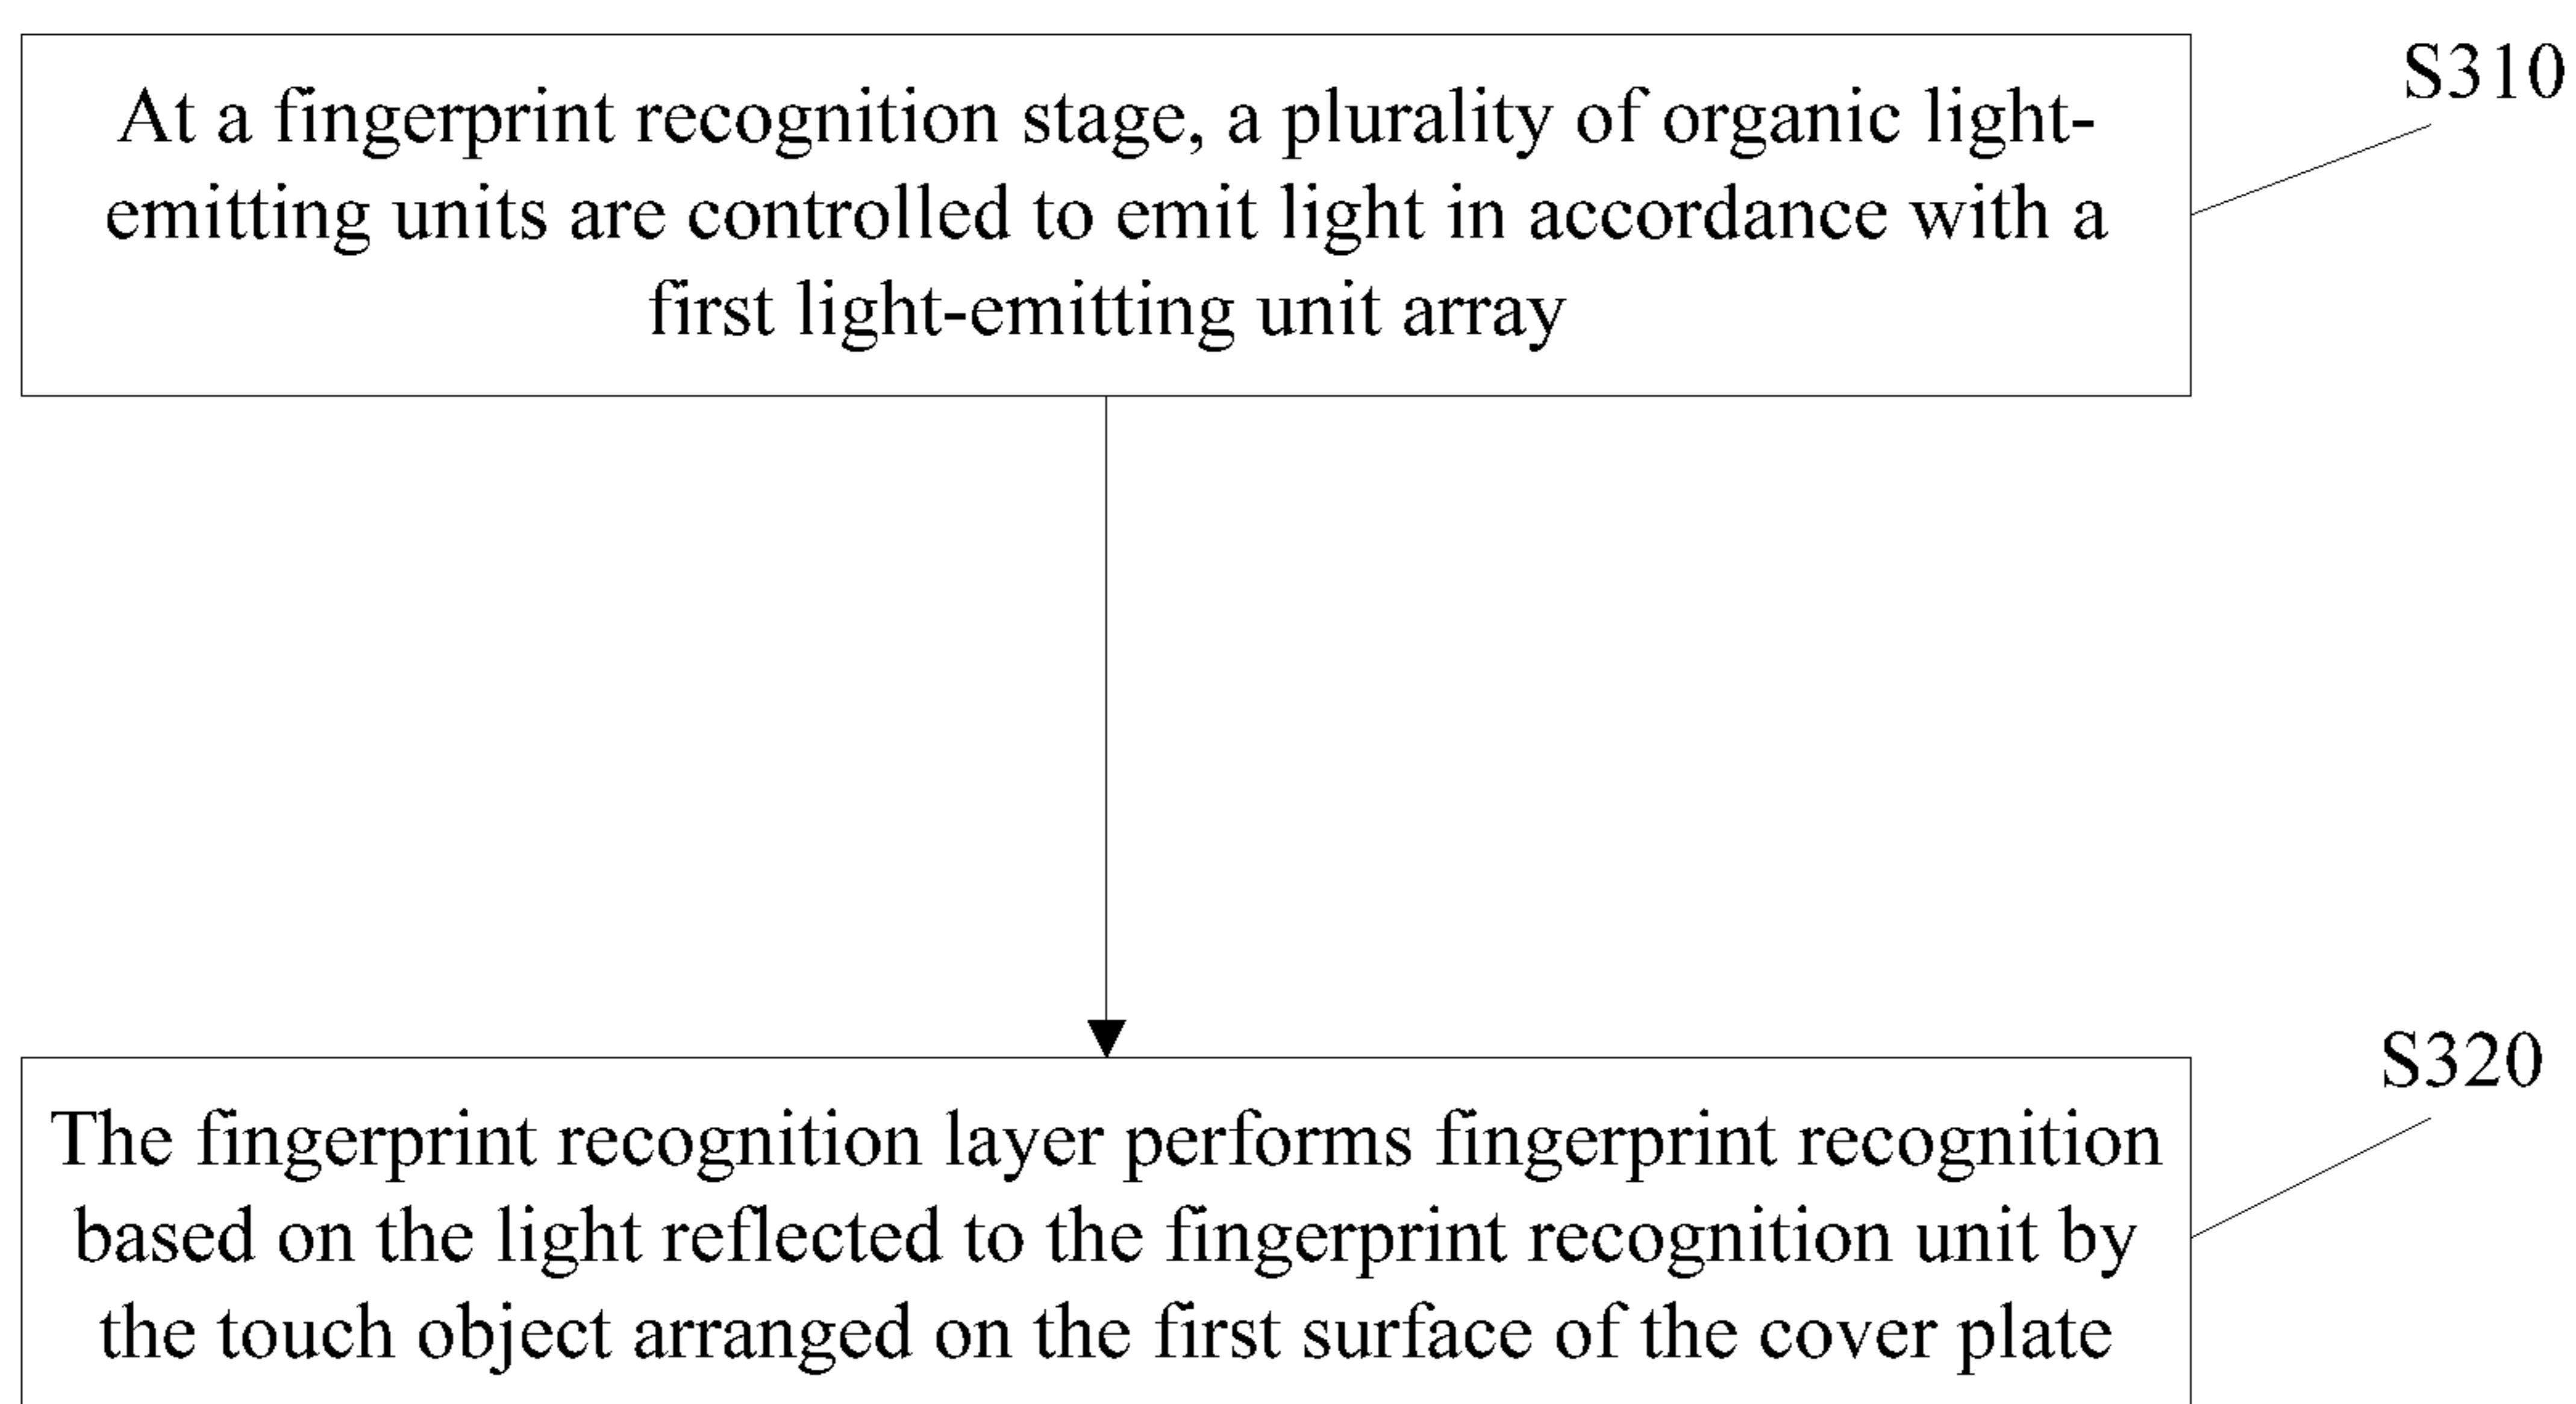 At a fingerprint recognition stage, a plurality of organic light-
emitting units are controlled to emit light in accordance with a
first light-emitting unit array
S310
The fingerprint recognition layer performs fingerprint recognition
based on the light reflected to the fingerprint recognition unit by
the touch object arranged on the first surface of the cover plate
S320